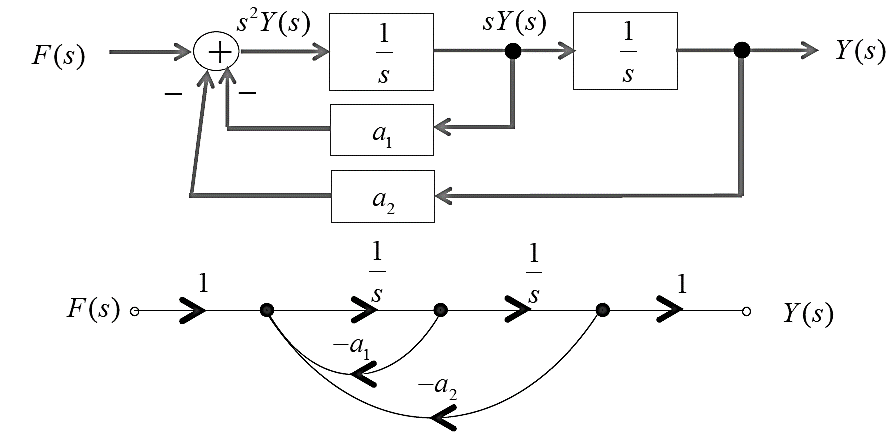 F(s) + s²Y(s) 1/s sY(s) 1/s Y(s)
− −
a₁
a₂
F(s) 1 1/s 1/s 1 Y(s)
−a₁
−a₂